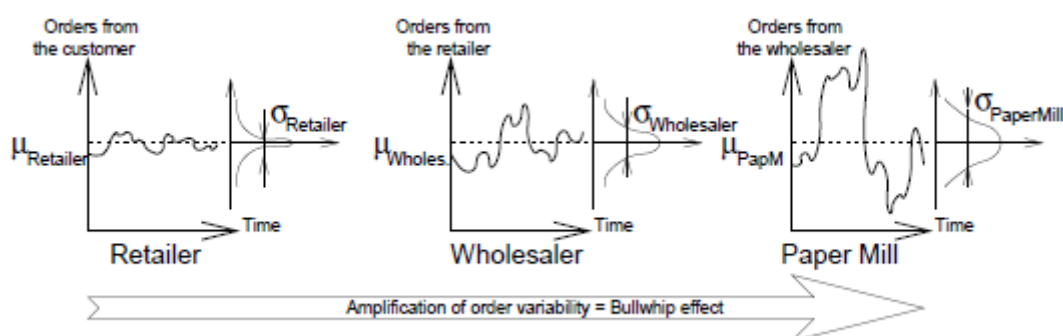 Orders from
the customer
μRetailer
σRetailer
Time
Retailer
Orders from
the retailer
μWholes.
σWholesaler
Time
Wholesaler
Orders from
the wholesaler
μPapM
σPaperMill
Time
Paper Mill
Amplification of order variability = Bullwhip effect